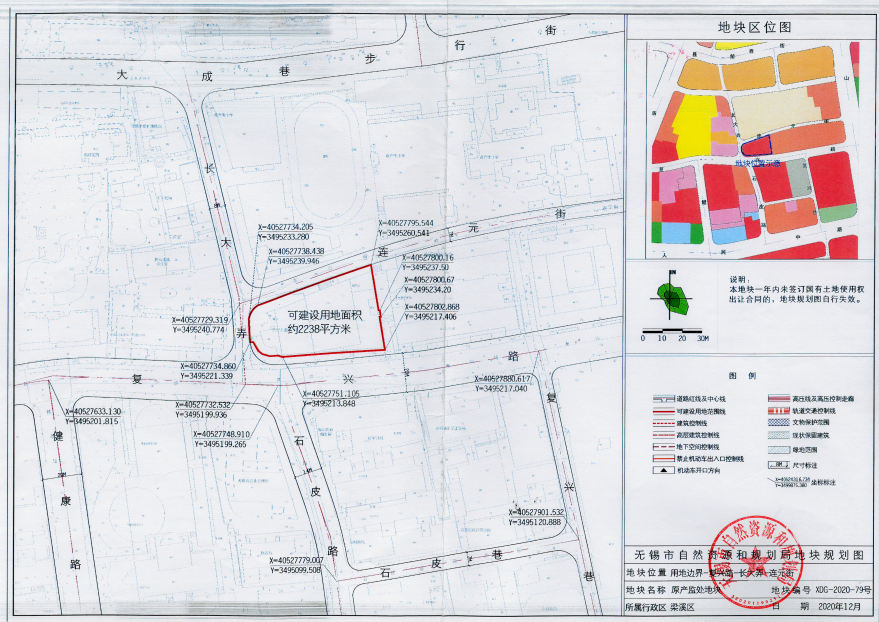 大成巷步行街
长大弄
连元街
复兴路
健康路
石皮路
石皮巷
复兴巷
X=40527734.205
Y=3495233.280
X=40527738.438
Y=3495239.946
X=40527795.544
Y=3495260.541
X=40527800.16
Y=3495237.50
X=40527800.67
Y=3495234.20
X=40527802.868
Y=3495217.406
X=40527729.319
Y=3495240.774
可建设用地面积
约2238平方米
X=40527734.860
Y=3495221.339
X=40527751.105
Y=3495213.848
X=40527880.617
Y=3495217.040
X=40527633.130
Y=3495201.815
X=40527732.532
Y=3495199.936
X=40527748.910
Y=3495199.265
X=40527901.532
Y=3495120.888
X=40527779.007
Y=3495099.508
地块区位图
地块位置示意
0 10 20 30M
说明：
本地块一年内未签订国有土地使用权
出让合同的，地块规划图自行失效。
图 例
道路红线及中心线
可建设用地范围线
建筑控制线
高层建筑控制线
地下空间控制线
禁止机动车出入口控制线
机动车开口方向
高压线及高压控制走廊
轨道交通控制线
文物保护范围
现状保留建筑
绿地范围
尺寸标注
坐标标注
无锡市自然资源和规划局地块规划图
地块位置 用地边界-复兴路-长大弄-连元街
地块名称 原产监处地块 地块编号 XDG-2020-79号
所属行政区 梁溪区 日期 2020年12月